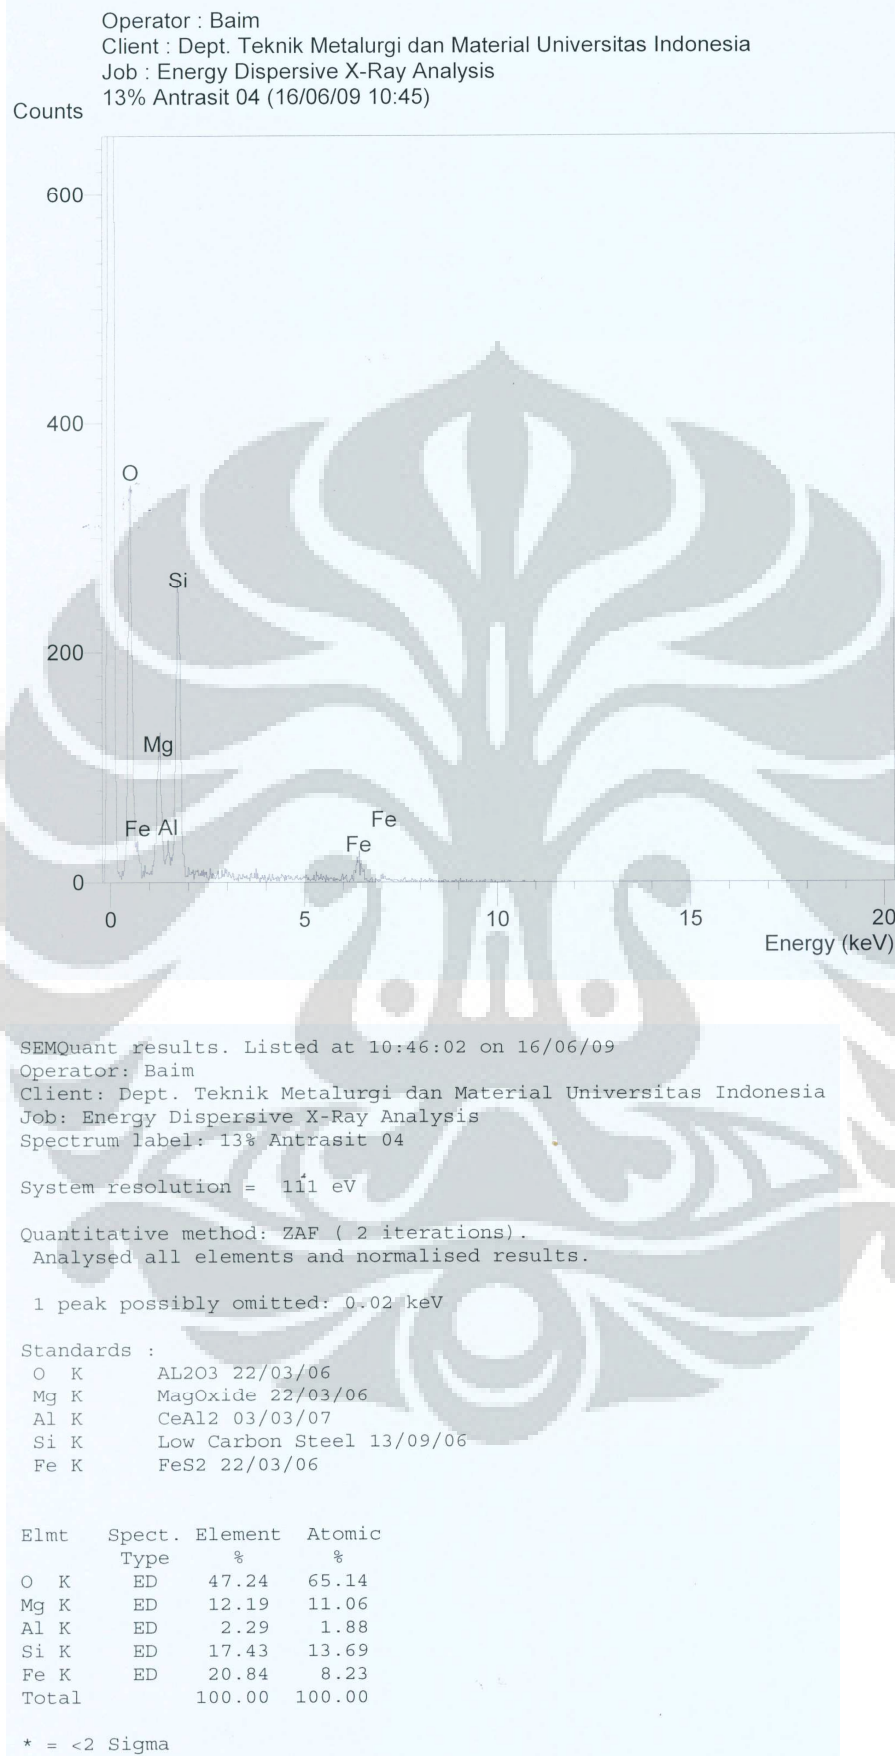 Operator : Baim
Client : Dept. Teknik Metalurgi dan Material Universitas Indonesia
Job : Energy Dispersive X-Ray Analysis
13% Antrasit 04 (16/06/09 10:45)
Counts
600
400
O
Si
200
Mg
Fe Al
Fe
Fe
0
0 5 10 15 20
Energy (keV)
SEMQuant results. Listed at 10:46:02 on 16/06/09
Operator: Baim
Client: Dept. Teknik Metalurgi dan Material Universitas Indonesia
Job: Energy Dispersive X-Ray Analysis
Spectrum label: 13% Antrasit 04
System resolution = 111 eV
Quantitative method: ZAF ( 2 iterations).
Analysed all elements and normalised results.
1 peak possibly omitted: 0.02 keV
Standards :
O K AL2O3 22/03/06
Mg K MagOxide 22/03/06
Al K CeAl2 03/03/07
Si K Low Carbon Steel 13/09/06
Fe K FeS2 22/03/06
Elmt Spect. Element Atomic
Type % %
O K ED 47.24 65.14
Mg K ED 12.19 11.06
Al K ED 2.29 1.88
Si K ED 17.43 13.69
Fe K ED 20.84 8.23
Total 100.00 100.00
* = <2 Sigma